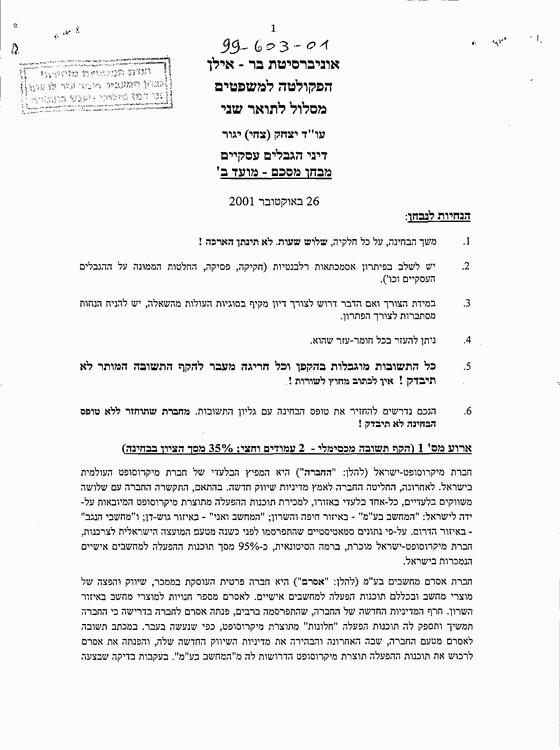 1
99-603-01
אוניברסיטת בר - אילן
הפקולטה למשפטים
מסלול לתואר שני
עו"ד יצחק (צחי) יגור
דיני הגבלים עסקיים
מבחן מסכם - מועד ב'
26 באוקטובר 2001
הנחיות לנבחן:
1. משך הבחינה, על כל חלקיה, שלוש שעות. לא תינתן הארכה !
2. יש לשלב בפיתרון אסמכתאות רלבנטיות (חקיקה, פסיקה, החלטות הממונה על ההגבלים
העסקיים וכו').
3. במידת הצורך ואם הדבר דרוש לצורך דיון מקיף בסוגיות העולות מהשאלה, יש להניח הנחות
מסתברות לצורך הפתרון.
4. ניתן להעזר בכל חומר-עזר שהוא.
5. כל התשובות מוגבלות בהקפן וכל חריגה מעבר להקף התשובה המותר לא
תיבדק ! אין לכתוב מחוץ לשורות !
6. הנכם נדרשים להחזיר את טופס הבחינה עם גליון התשובות. מחברת שתוחזר ללא טופס
הבחינה לא תיבדק !
ארוע מס' 1 (הקף תשובה מכסימלי - 2 עמודים וחצי; 35% מסך הציון בבחינה)
חברת מיקרוסופט-ישראל (להלן: "החברה") היא המפיץ הבלעדי של חברת מיקרוסופט העולמית
בישראל. לאחרונה, החליטה החברה לאמץ מדיניות שיווק חדשה. בהתאם, התקשרה החברה עם שלושה
משווקים בלעדיים, כל-אחד בלעדי באזורו, למכירת תוכנות ההפעלה מתוצרת מיקרוסופט המיובאות על-
ידה לישראל: "המחשב בע"מ" - באיזור חיפה והשרון; "המחשב ואני" - באיזור גוש-דן; ו"מחשבי הנגב"
- באיזור הדרום. על-פי נתונים סטאטיסטיים שהתפרסמו לפני כשנה מטעם המועצה הישראלית לצרכנות,
חברת מיקרוסופט-ישראל מוכרת, ברמה הסיטונאית, כ-95% מסך תוכנות ההפעלה למחשבים אישיים
הנמכרות בישראל.
חברת אסרם מחשבים בע"מ (להלן: "אסרם") היא חברה פרטית העוסקת בממכר, שיווק והפצה של
מוצרי מחשב ובכללם תוכנות הפעלה למחשבים אישיים. לאסרם מספר חנויות למוצרי מחשב באיזור
השרון. חרף המדיניות החדשה של החברה, שהתפרסמה ברבים, פנתה אסרם לחברה בדרישה כי החברה
תמשיך ותספק לה תוכנות הפעלה "חלונות" מתוצרת מיקרוסופט, כפי שנעשה בעבר. במכתב תשובה
לאסרם מטעם החברה, שבה האחרונה והבהירה את מדיניות השיווק החדשה שלה, והפנתה את אסרם
לרכוש את תוכנות ההפעלה תוצרת מיקרוסופט הדרושות לה מ"המחשב בע"מ". בעקבות בדיקה שבצעה